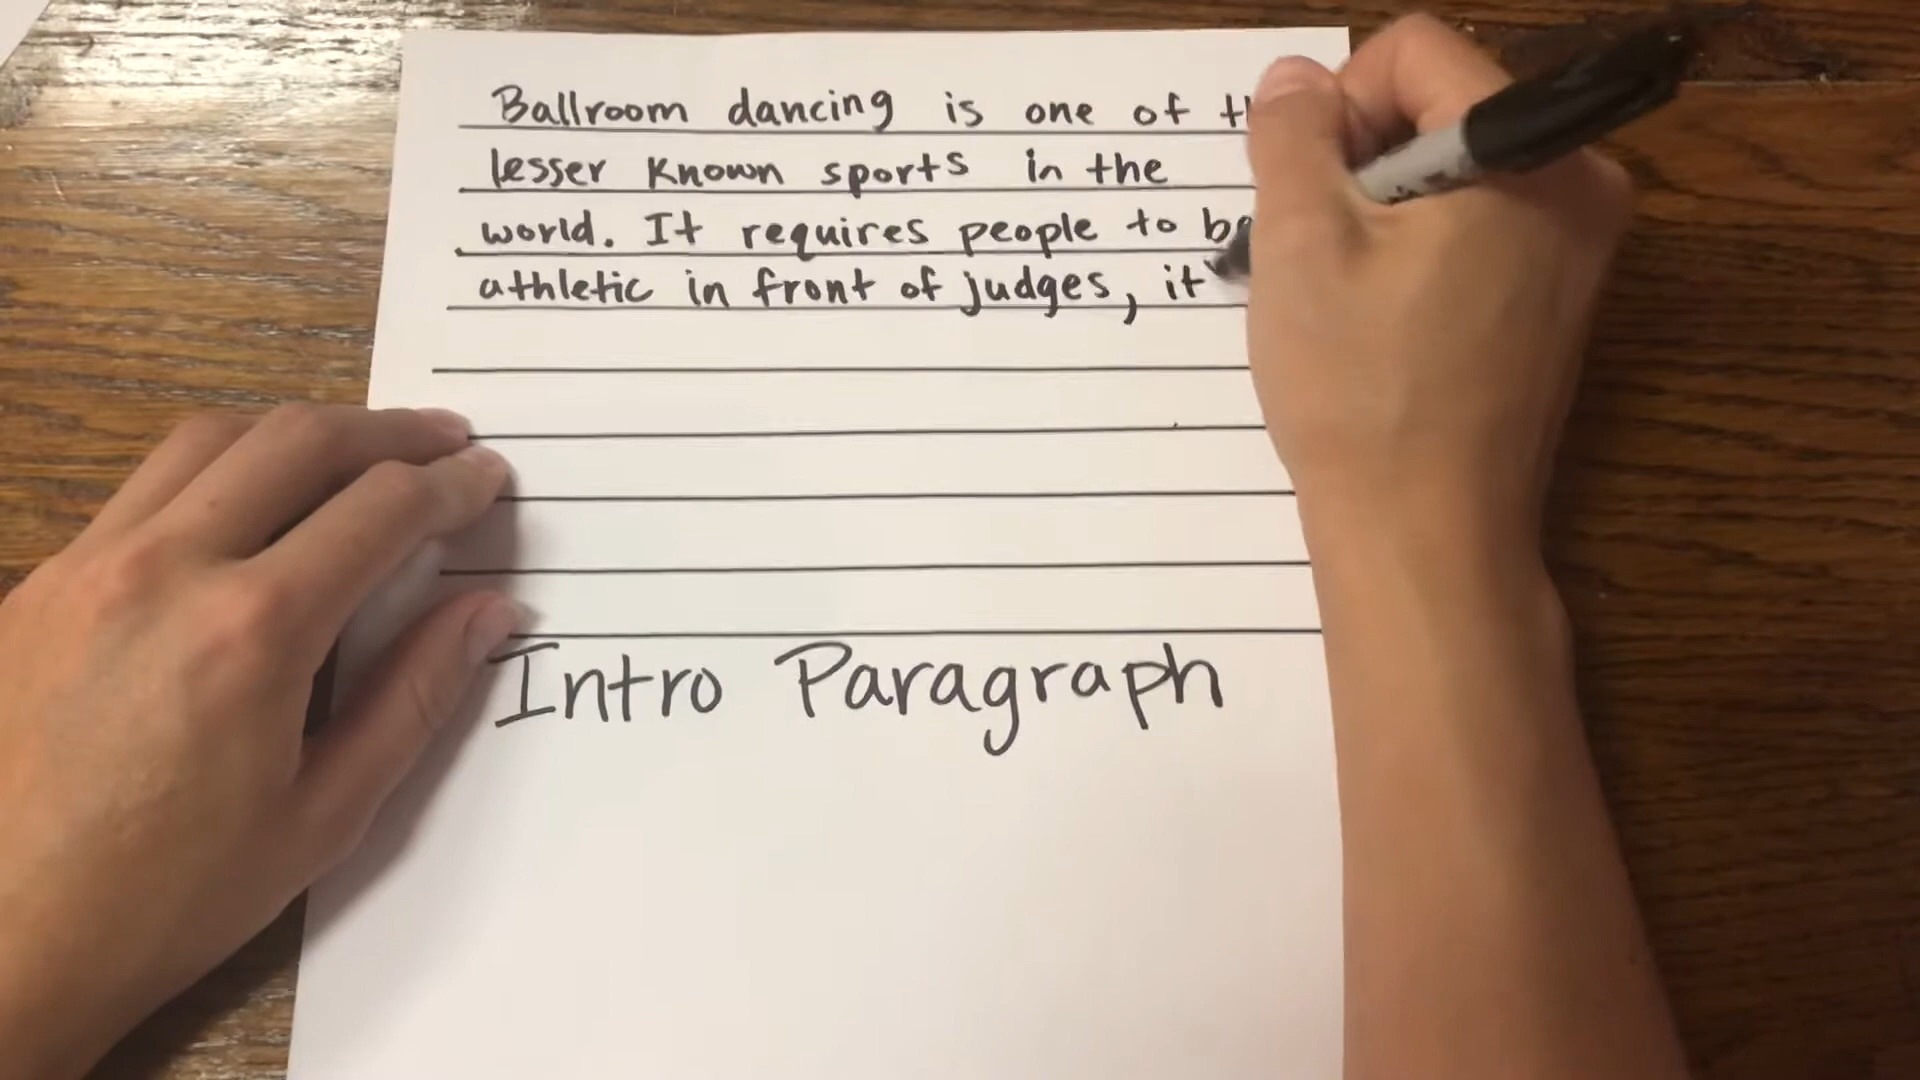 Ballroom dancing is one of
lesser known sports in the
world. It requires people to
athletic in front of judges, it
Intro Paragraph